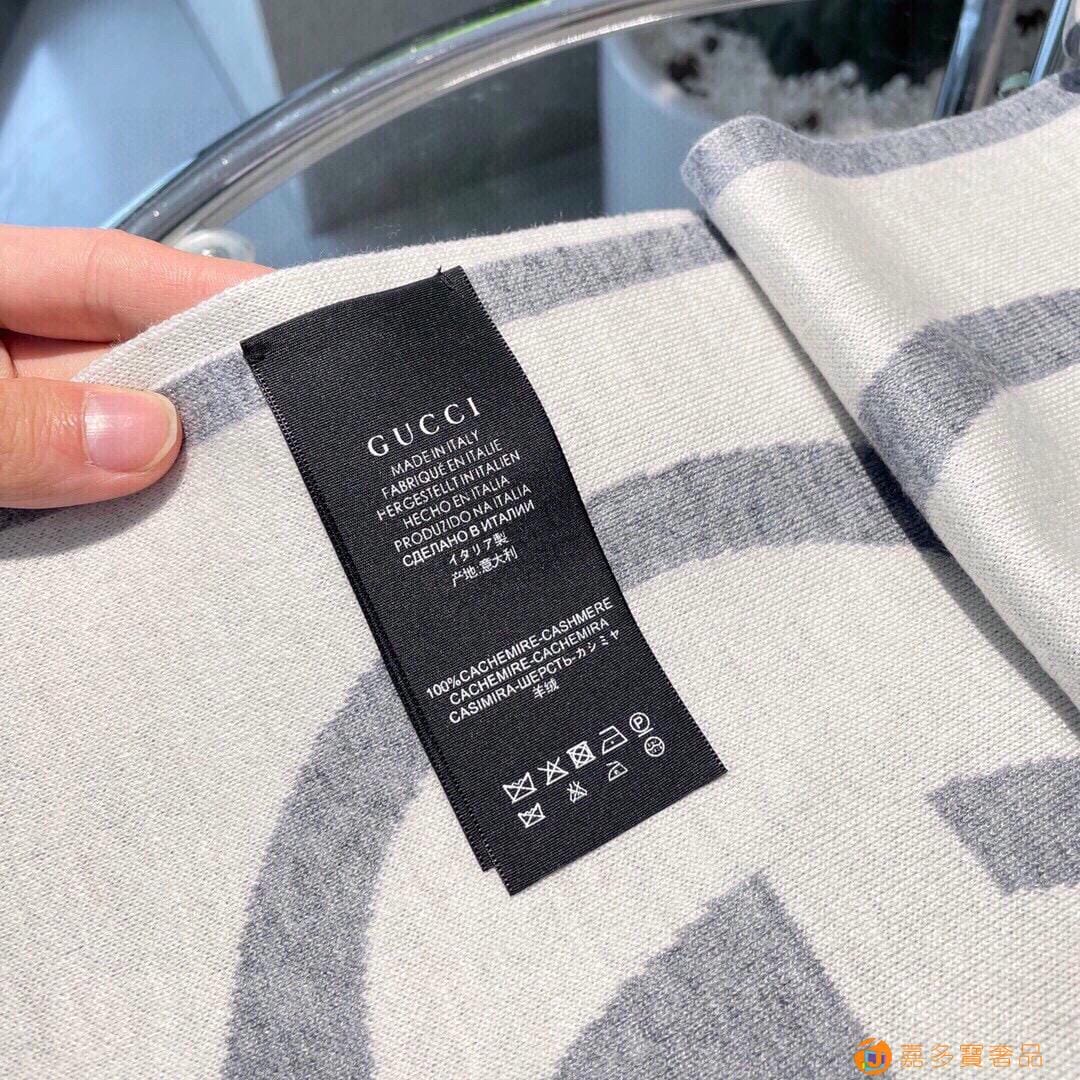 GUCCI
MADE IN ITALY
FABRIQUÉ EN ITALIE
HERGESTELLT IN ITALIEN
HECHO EN ITALIA
PRODUZIDO NA ITALIA
СДЕЛАНО В ИТАЛИИ
イタリア製
产地:意大利
100%CACHEMIRE-CASHMERE
CACHEMIRE-CACHEMIRA
CASIMIRA-ШЕРСТЬ-カシミヤ
羊绒
P
嘉多寶奢品